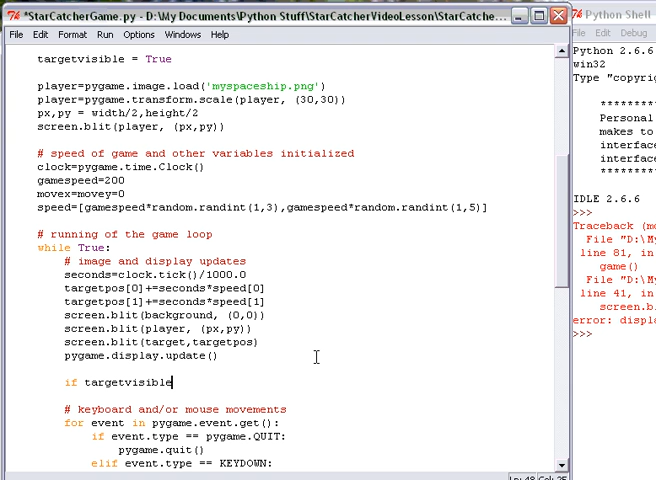 *StarCatcherGame.py - D:\My Documents\Python Stuff\StarCatcherVideoLesson\StarCatche...
File Edit Format Run Options Windows Help
targetvisible = True
player=pygame.image.load('myspaceship.png')
player=pygame.transform.scale(player, (30,30))
px,py = width/2,height/2
screen.blit(player, (px,py))
# speed of game and other variables initialized
clock=pygame.time.Clock()
gamespeed=200
movex=movey=0
speed=[gamespeed*random.randint (1,3),gamespeed*random.randint (1,5)]
# running of the game loop
while True:
# image and display updates
seconds=clock.tick()/1000.0
targetpos[0]+=seconds*speed[0]
targetpos[1]+=seconds*speed[1]
screen.blit(background, (0,0))
screen.blit(player, (px,py))
screen.blit(target,targetpos)
pygame.display.update()
if targetvisible
# keyboard and/or mouse movements
for event in pygame.event.get():
if event.type == pygame.QUIT:
pygame.quit()
elif event.type == KEYDOWN:
Python Shell
File Edit Debug
Python 2.6.6
win32
Type "copyrig
****************
Personal
makes to
interface
interface
****************
IDLE 2.6.6
>>>
Traceback (mo
File "D:\My
line 81, in
game()
File "D:\My
line 41, in
screen.bl
error: displa
>>>